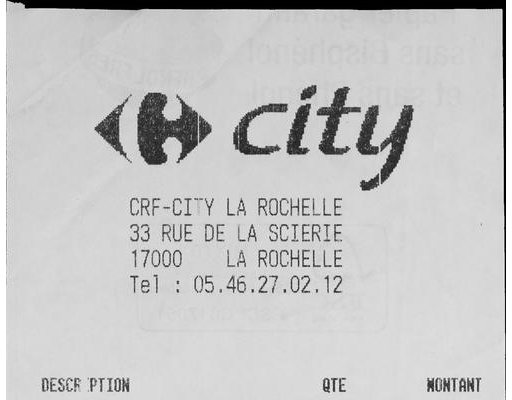 city
CRF-CITY LA ROCHELLE
33 RUE DE LA SCIERIE
17000 LA ROCHELLE
Tel : 05.46.27.02.12
DESCR PTION QTE MONTANT